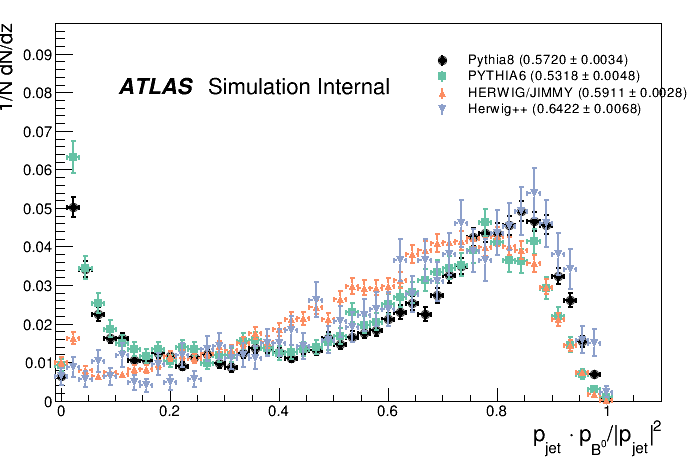 1/N dN/dz
0.09
0.08
0.07
0.06
0.05
0.04
0.03
0.02
0.01
0
ATLAS Simulation Internal
Pythia8 (0.5720 ± 0.0034)
PYTHIA6 (0.5318 ± 0.0048)
HERWIG/JIMMY (0.5911 ± 0.0028)
Herwig++ (0.6422 ± 0.0068)
0 0.2 0.4 0.6 0.8 1
p_jet · p_B⁰/|p_jet|²